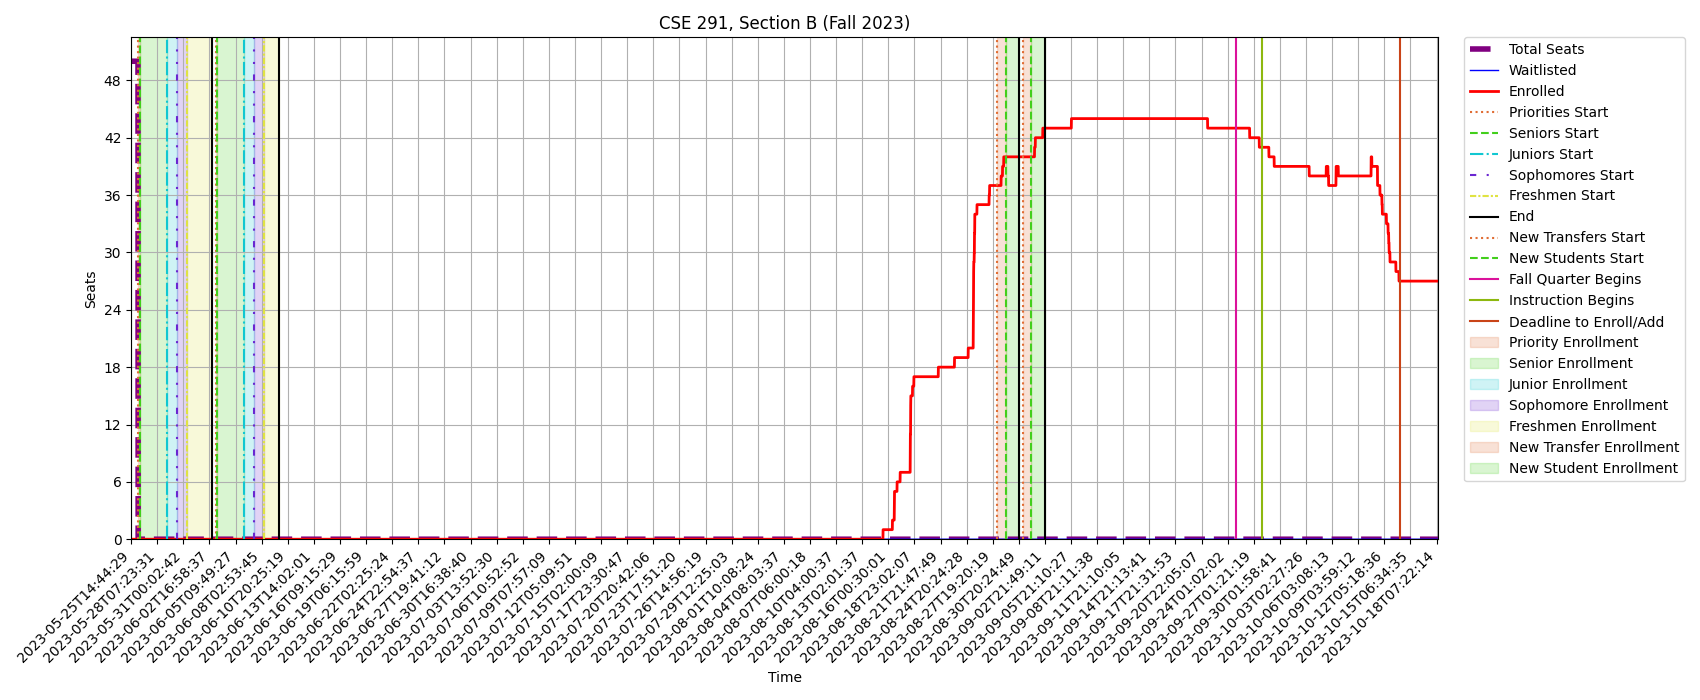 CSE 291, Section B (Fall 2023)
Seats
48
42
36
30
24
18
12
6
0
2023-05-25T14:44:29
2023-05-28T07:23:31
2023-05-31T00:02:42
2023-06-02T16:58:37
2023-06-05T09:49:27
2023-06-08T02:53:45
2023-06-10T20:25:19
2023-06-13T14:02:01
2023-06-16T09:15:29
2023-06-19T06:15:59
2023-06-22T02:25:24
2023-06-24T22:54:37
2023-06-27T19:41:12
2023-06-30T16:38:40
2023-07-03T13:52:30
2023-07-06T10:52:52
2023-07-09T07:57:09
2023-07-12T05:09:51
2023-07-15T02:00:09
2023-07-17T23:30:47
2023-07-20T20:42:06
2023-07-23T17:51:20
2023-07-26T14:56:19
2023-07-29T12:25:03
2023-08-01T10:08:24
2023-08-04T08:03:37
2023-08-07T06:00:18
2023-08-10T04:00:37
2023-08-13T02:01:37
2023-08-16T00:30:01
2023-08-18T23:02:07
2023-08-21T21:47:49
2023-08-24T20:24:28
2023-08-27T19:20:19
2023-08-30T20:24:49
2023-09-02T21:49:11
2023-09-05T21:10:27
2023-09-08T21:11:38
2023-09-11T21:10:05
2023-09-14T21:13:41
2023-09-17T21:31:53
2023-09-20T22:05:07
2023-09-24T01:02:02
2023-09-27T01:21:19
2023-09-30T01:58:41
2023-10-03T02:27:26
2023-10-06T03:08:13
2023-10-09T03:59:12
2023-10-12T05:18:36
2023-10-15T06:34:35
2023-10-18T07:22:14
Time
Total Seats
Waitlisted
Enrolled
Priorities Start
Seniors Start
Juniors Start
Sophomores Start
Freshmen Start
End
New Transfers Start
New Students Start
Fall Quarter Begins
Instruction Begins
Deadline to Enroll/Add
Priority Enrollment
Senior Enrollment
Junior Enrollment
Sophomore Enrollment
Freshmen Enrollment
New Transfer Enrollment
New Student Enrollment